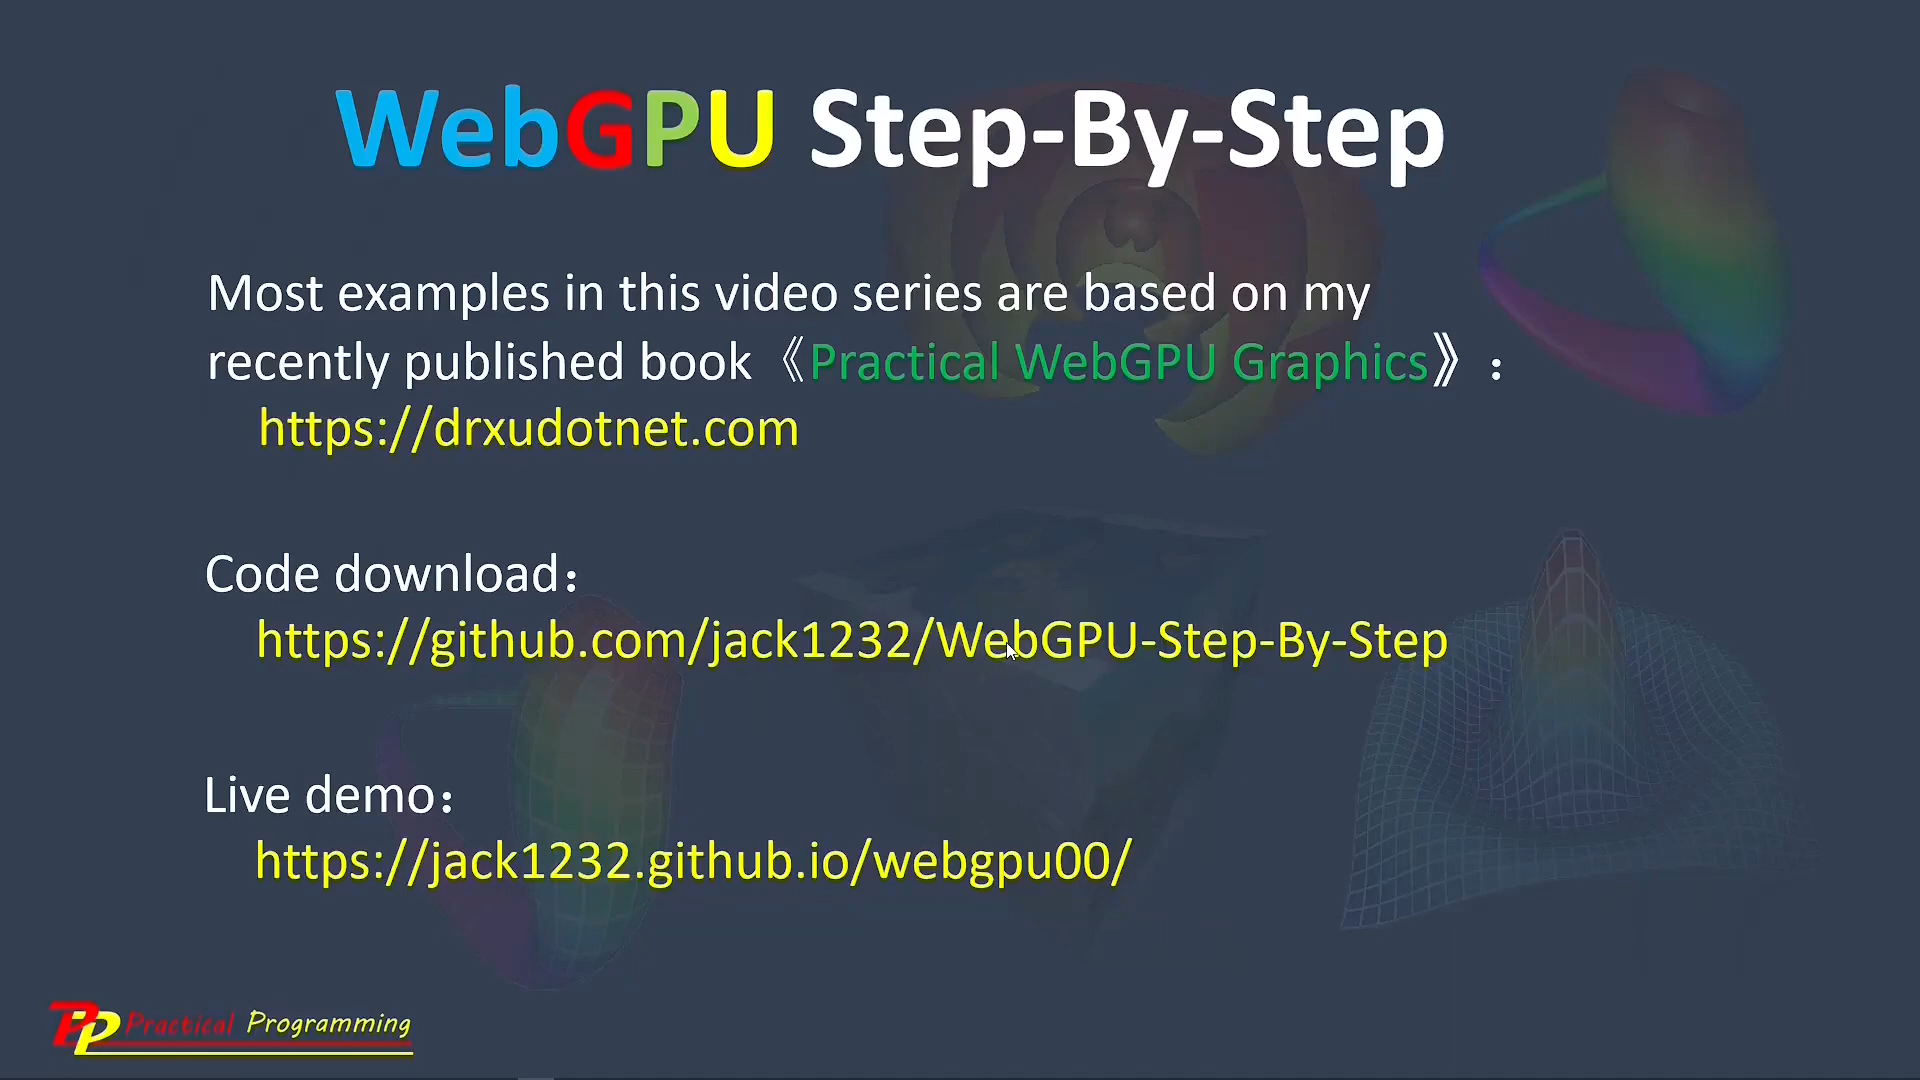 WebGPU Step-By-Step
Most examples in this video series are based on my
recently published book 《Practical WebGPU Graphics》：
https://drxudotnet.com
Code download：
https://github.com/jack1232/WebGPU-Step-By-Step
Live demo：
https://jack1232.github.io/webgpu00/
PP Practical Programming